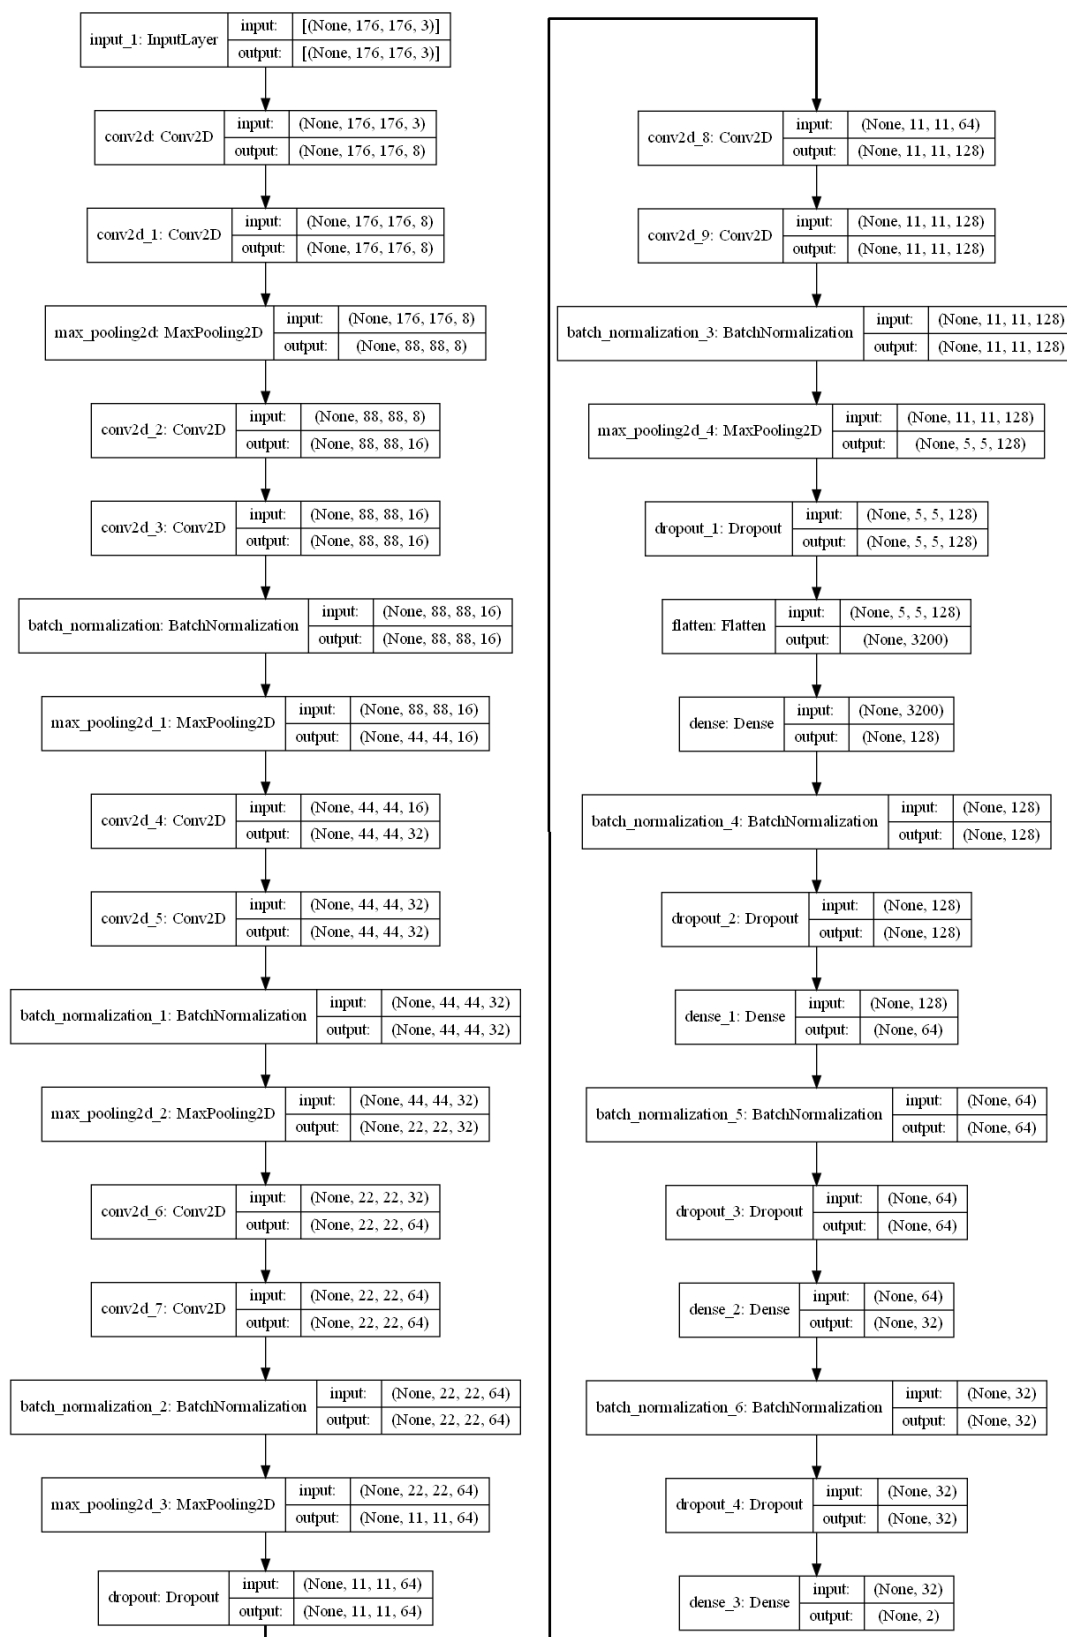 input_1: InputLayer input: [(None, 176, 176, 3)]
output: [(None, 176, 176, 3)]
conv2d: Conv2D input: (None, 176, 176, 3)
output: (None, 176, 176, 8)
conv2d_1: Conv2D input: (None, 176, 176, 8)
output: (None, 176, 176, 8)
max_pooling2d: MaxPooling2D input: (None, 176, 176, 8)
output: (None, 88, 88, 8)
conv2d_2: Conv2D input: (None, 88, 88, 8)
output: (None, 88, 88, 16)
conv2d_3: Conv2D input: (None, 88, 88, 16)
output: (None, 88, 88, 16)
batch_normalization: BatchNormalization input: (None, 88, 88, 16)
output: (None, 88, 88, 16)
max_pooling2d_1: MaxPooling2D input: (None, 88, 88, 16)
output: (None, 44, 44, 16)
conv2d_4: Conv2D input: (None, 44, 44, 16)
output: (None, 44, 44, 32)
conv2d_5: Conv2D input: (None, 44, 44, 32)
output: (None, 44, 44, 32)
batch_normalization_1: BatchNormalization input: (None, 44, 44, 32)
output: (None, 44, 44, 32)
max_pooling2d_2: MaxPooling2D input: (None, 44, 44, 32)
output: (None, 22, 22, 32)
conv2d_6: Conv2D input: (None, 22, 22, 32)
output: (None, 22, 22, 64)
conv2d_7: Conv2D input: (None, 22, 22, 64)
output: (None, 22, 22, 64)
batch_normalization_2: BatchNormalization input: (None, 22, 22, 64)
output: (None, 22, 22, 64)
max_pooling2d_3: MaxPooling2D input: (None, 22, 22, 64)
output: (None, 11, 11, 64)
dropout: Dropout input: (None, 11, 11, 64)
output: (None, 11, 11, 64)
conv2d_8: Conv2D input: (None, 11, 11, 64)
output: (None, 11, 11, 128)
conv2d_9: Conv2D input: (None, 11, 11, 128)
output: (None, 11, 11, 128)
batch_normalization_3: BatchNormalization input: (None, 11, 11, 128)
output: (None, 11, 11, 128)
max_pooling2d_4: MaxPooling2D input: (None, 11, 11, 128)
output: (None, 5, 5, 128)
dropout_1: Dropout input: (None, 5, 5, 128)
output: (None, 5, 5, 128)
flatten: Flatten input: (None, 5, 5, 128)
output: (None, 3200)
dense: Dense input: (None, 3200)
output: (None, 128)
batch_normalization_4: BatchNormalization input: (None, 128)
output: (None, 128)
dropout_2: Dropout input: (None, 128)
output: (None, 128)
dense_1: Dense input: (None, 128)
output: (None, 64)
batch_normalization_5: BatchNormalization input: (None, 64)
output: (None, 64)
dropout_3: Dropout input: (None, 64)
output: (None, 64)
dense_2: Dense input: (None, 64)
output: (None, 32)
batch_normalization_6: BatchNormalization input: (None, 32)
output: (None, 32)
dropout_4: Dropout input: (None, 32)
output: (None, 32)
dense_3: Dense input: (None, 32)
output: (None, 2)